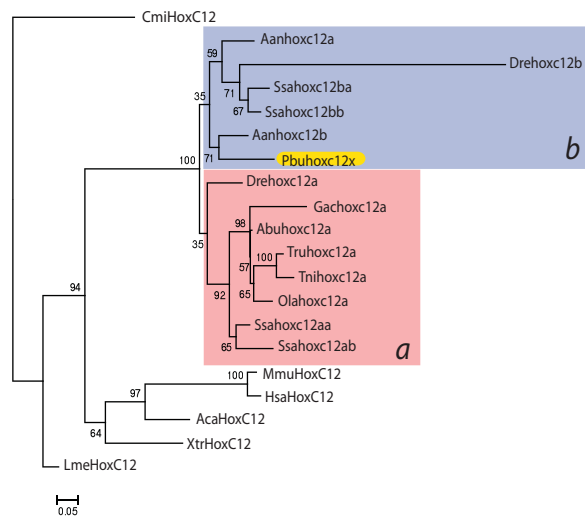 CmiHoxC12
Aanhoxc12a
59
Drehoxc12b
71
Ssahoxc12ba
35
67
Ssahoxc12bb
Aanhoxc12b
71
Pbuhoxc12x
b
100
Drehoxc12a
Gachoxc12a
98
Abuhoxc12a
35
100
Truhoxc12a
57
Tnihoxc12a
94
92
65
Olahoxc12a
Ssahoxc12aa
65
Ssahoxc12ab
a
100
MmuHoxC12
97
HsaHoxC12
AcaHoxC12
64
XtrHoxC12
LmeHoxC12
0.05